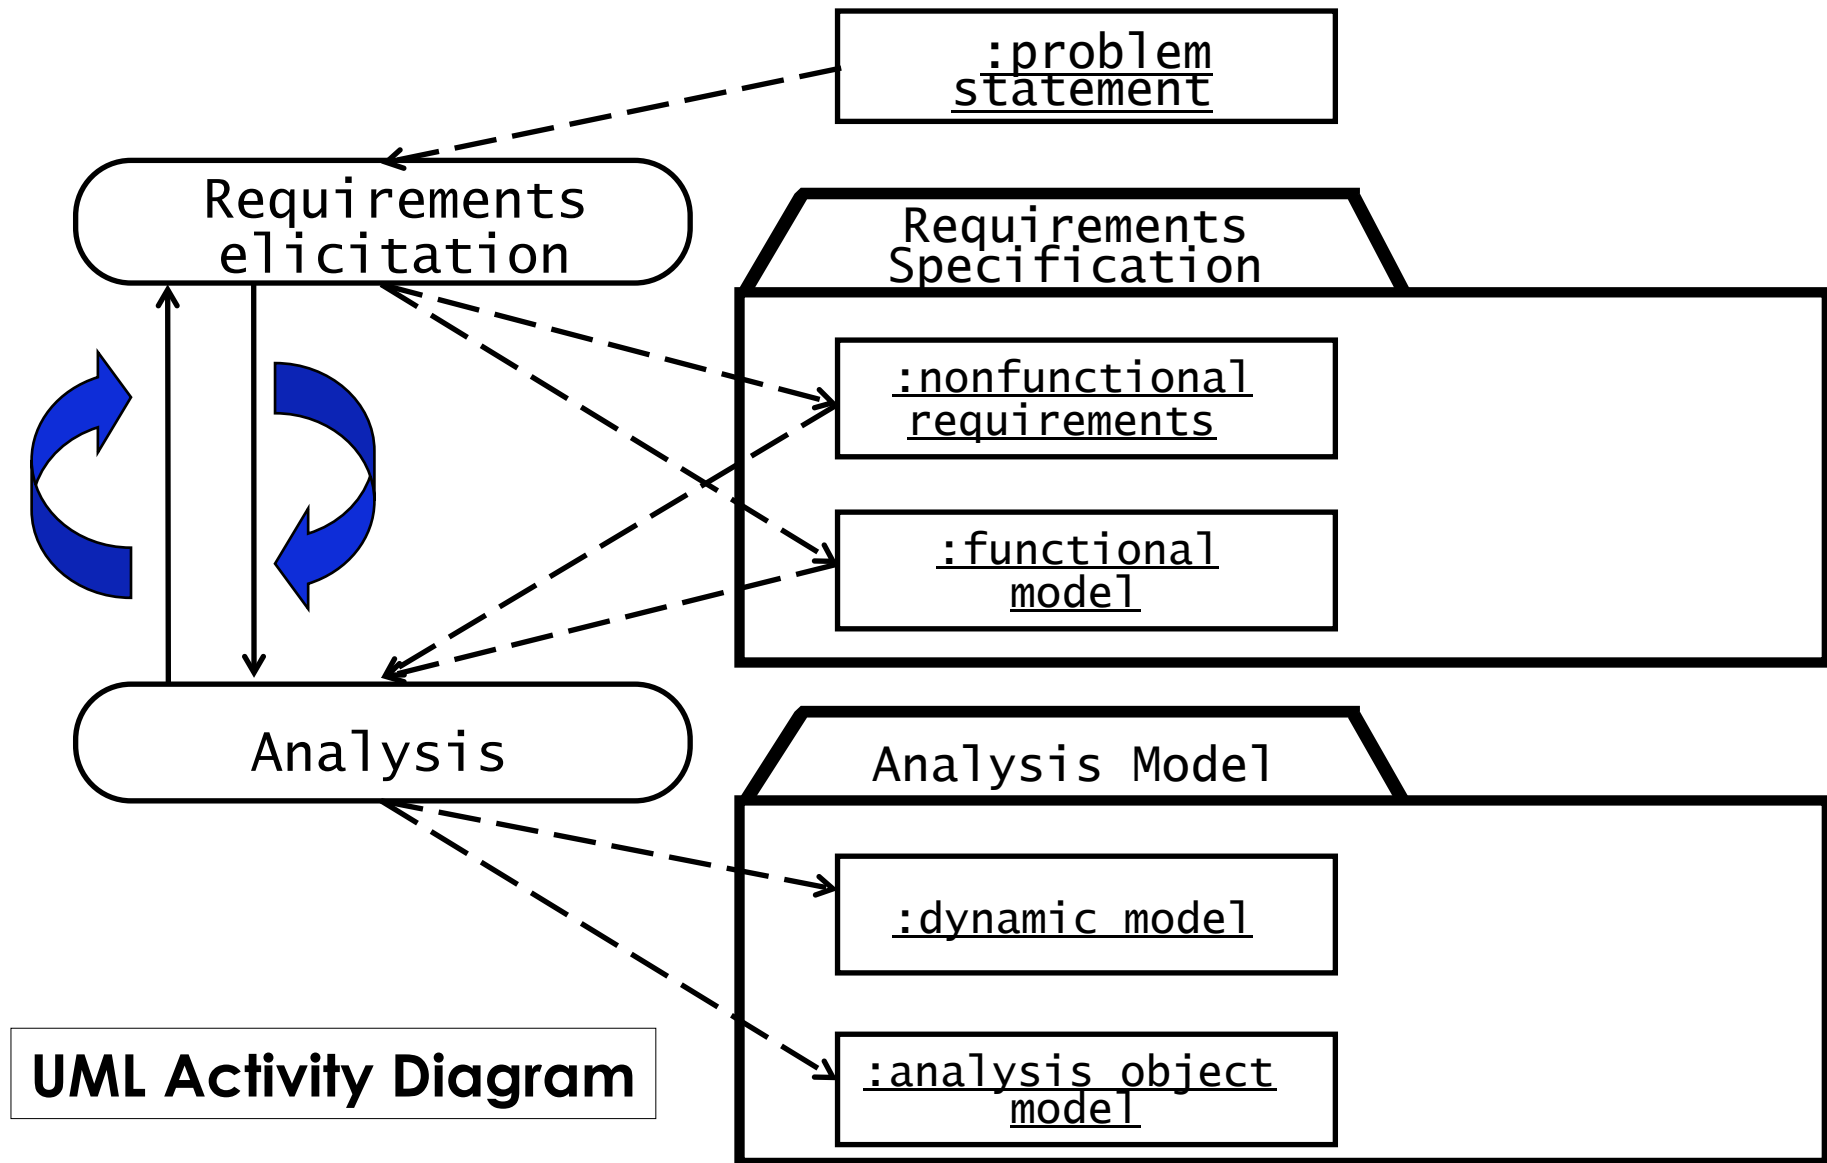 :problem
statement
Requirements
elicitation
Requirements
Specification
:nonfunctional
requirements
:functional
model
Analysis
Analysis Model
:dynamic model
:analysis object
model
UML Activity Diagram